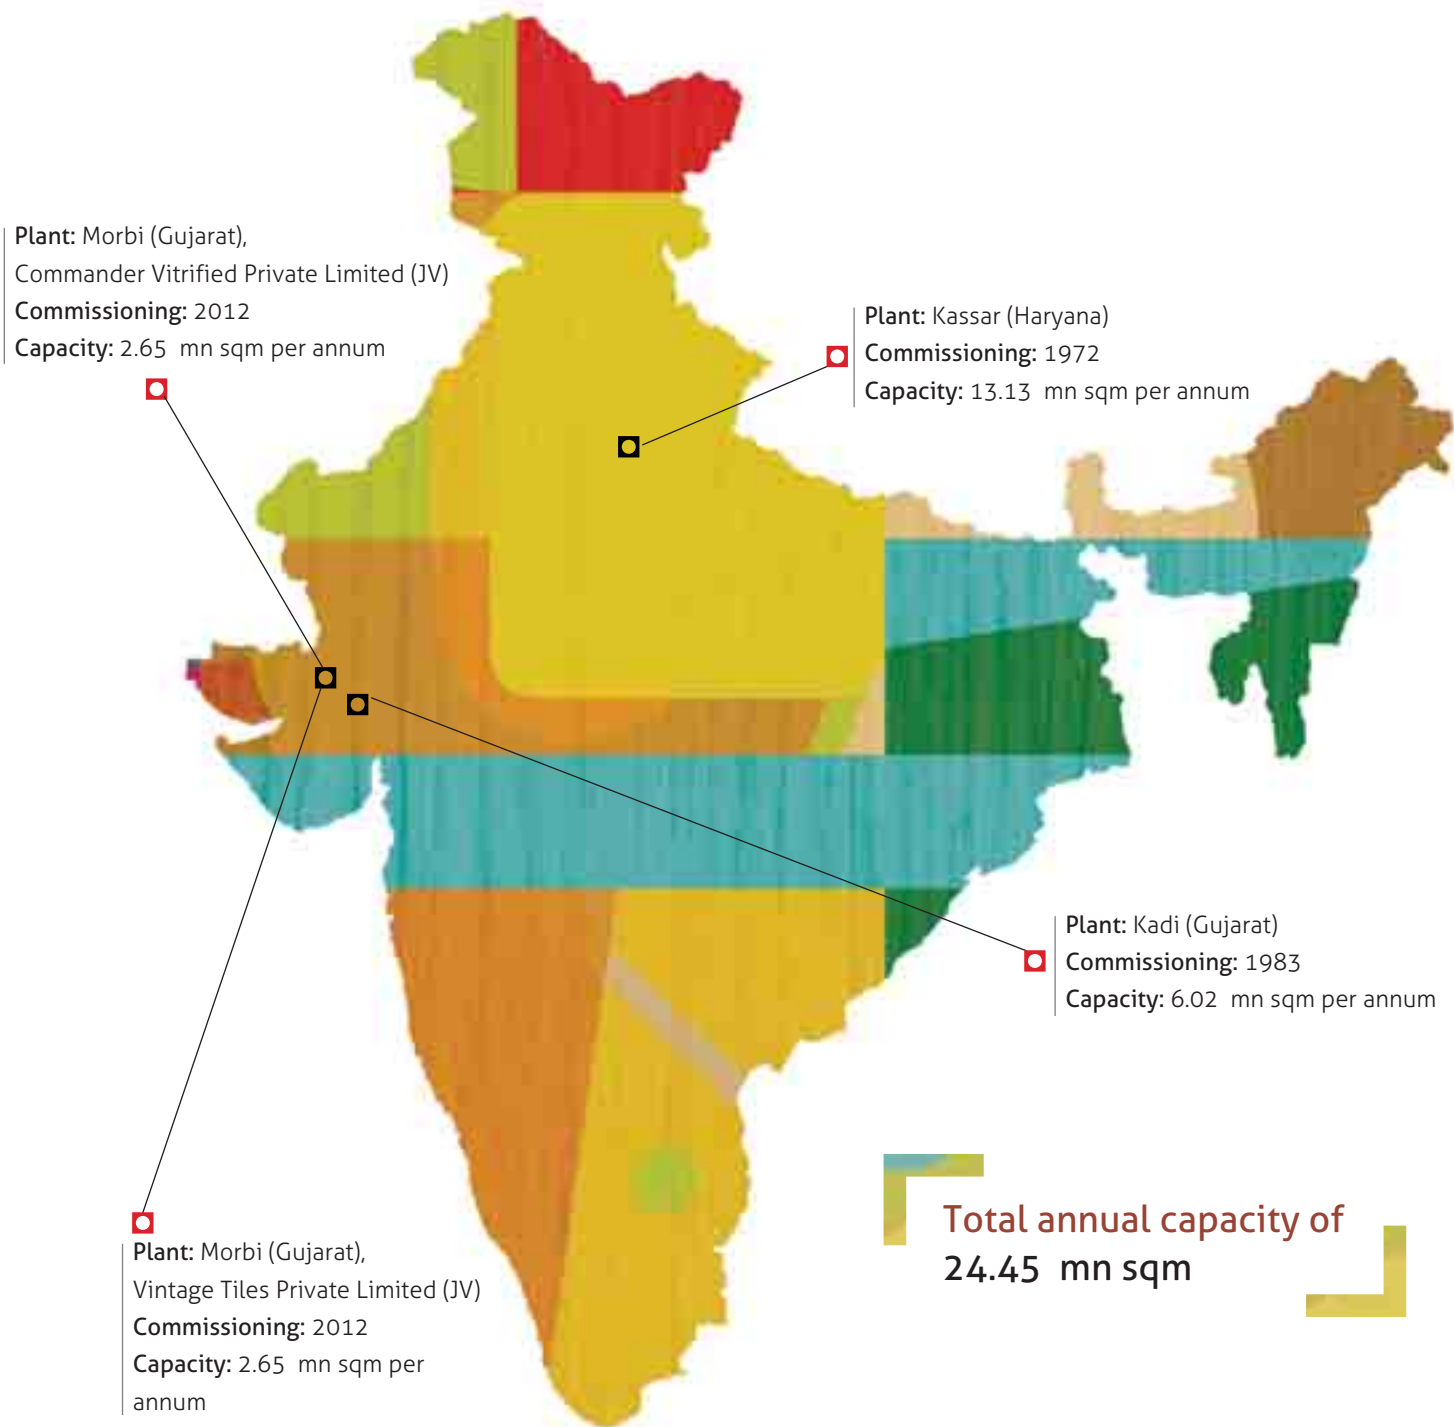 Plant: Morbi (Gujarat),
Commander Vitrified Private Limited (JV)
Commissioning: 2012
Capacity: 2.65 mn sqm per annum
Plant: Kassar (Haryana)
Commissioning: 1972
Capacity: 13.13 mn sqm per annum
Plant: Kadi (Gujarat)
Commissioning: 1983
Capacity: 6.02 mn sqm per annum
Plant: Morbi (Gujarat),
Vintage Tiles Private Limited (JV)
Commissioning: 2012
Capacity: 2.65 mn sqm per
annum
Total annual capacity of
24.45 mn sqm